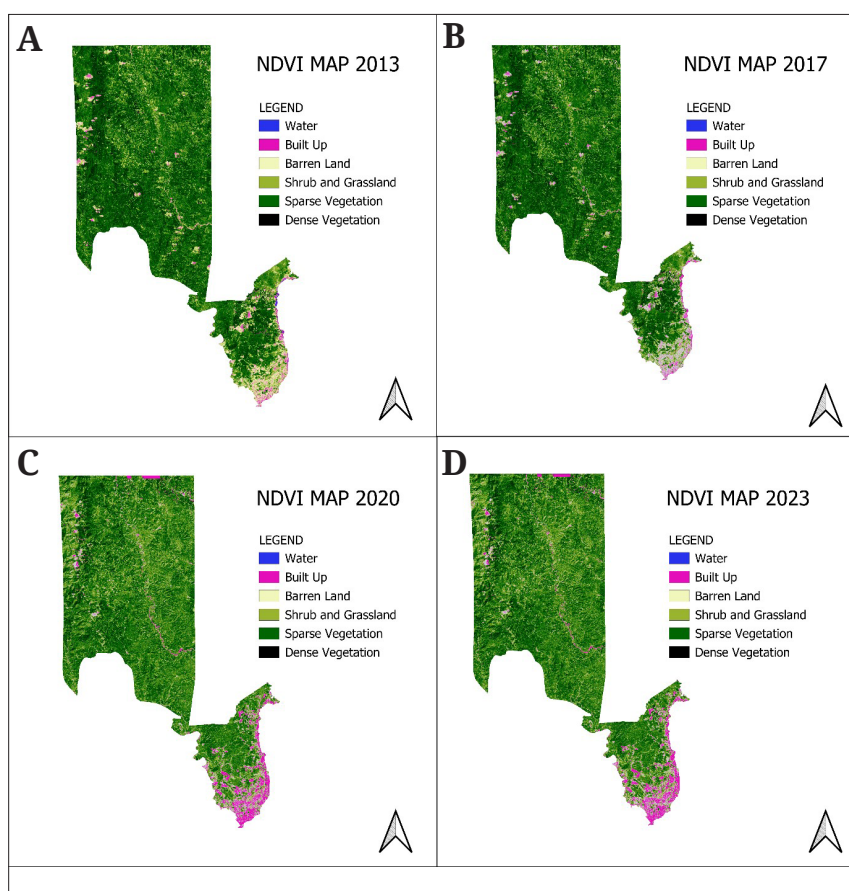 A
NDVI MAP 2013
LEGEND
Water
Built Up
Barren Land
Shrub and Grassland
Sparse Vegetation
Dense Vegetation
B
NDVI MAP 2017
LEGEND
Water
Built Up
Barren Land
Shrub and Grassland
Sparse Vegetation
Dense Vegetation
C
NDVI MAP 2020
LEGEND
Water
Built Up
Barren Land
Shrub and Grassland
Sparse Vegetation
Dense Vegetation
D
NDVI MAP 2023
LEGEND
Water
Built Up
Barren Land
Shrub and Grassland
Sparse Vegetation
Dense Vegetation